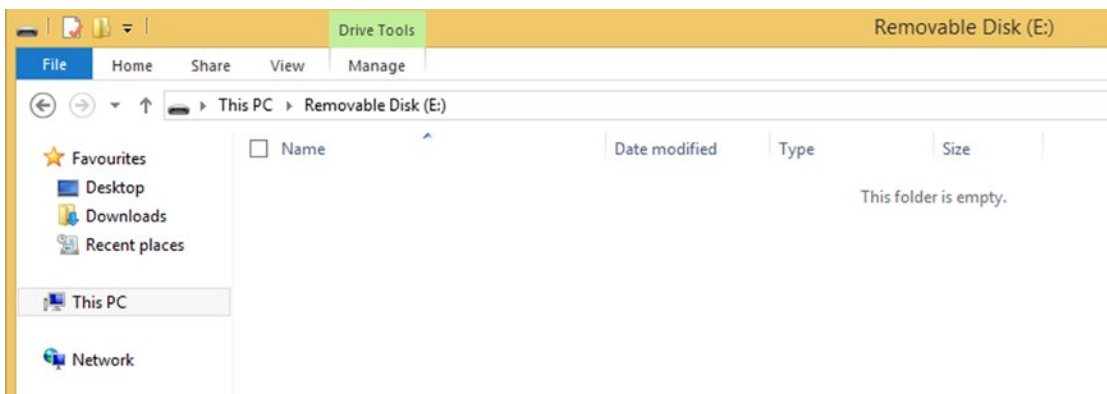 Drive Tools
Removable Disk (E:)
File Home Share View Manage
This PC Removable Disk (E:)
Favourites
Desktop
Downloads
Recent places
This PC
Network
Name Date modified Type Size
This folder is empty.